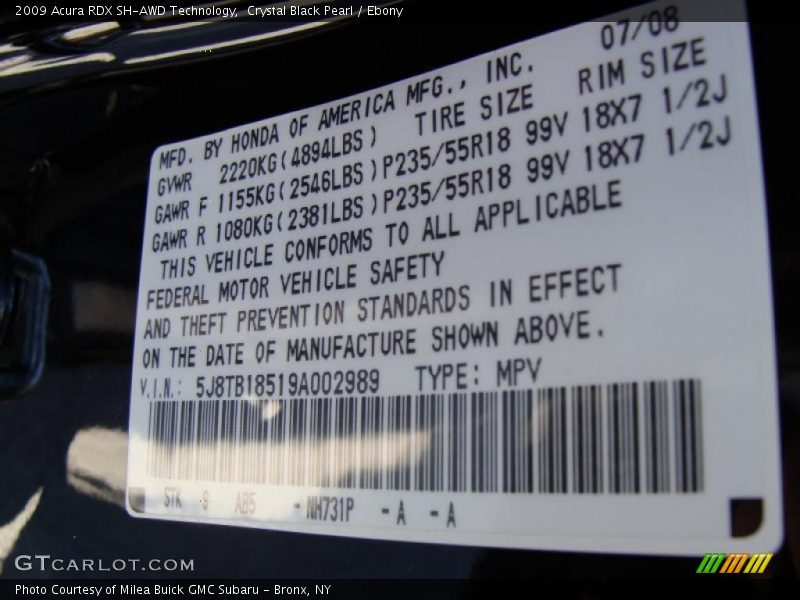 2009 Acura RDX SH-AWD Technology,  Crystal Black Pearl / Ebony
07/08
MFD. BY HONDA OF AMERICA MFG., INC.
GVWR 2220KG(4894LBS) TIRE SIZE RIM SIZE
GAWR F 1155KG(2546LBS)P235/55R18 99V 18X7 1/2J
GAWR R 1080KG(2381LBS)P235/55R18 99V 18X7 1/2J
THIS VEHICLE CONFORMS TO ALL APPLICABLE
FEDERAL MOTOR VEHICLE SAFETY
AND THEFT PREVENTION STANDARDS IN EFFECT
ON THE DATE OF MANUFACTURE SHOWN ABOVE.
V.I.N.: 5J8TB18519A002989 TYPE: MPV
STK 9 AB5 -NH731P -A -A
GTCARLOT.COM
Photo Courtesy of Milea Buick GMC Subaru - Bronx, NY